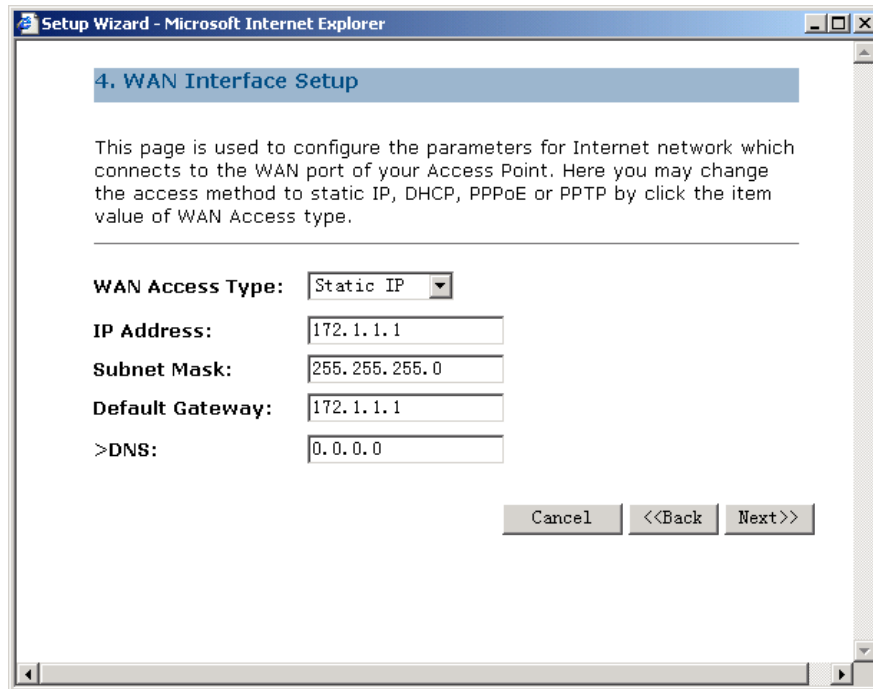 Setup Wizard - Microsoft Internet Explorer
4. WAN Interface Setup
This page is used to configure the parameters for Internet network which
connects to the WAN port of your Access Point. Here you may change
the access method to static IP, DHCP, PPPoE or PPTP by click the item
value of WAN Access type.
WAN Access Type: Static IP
IP Address: 172.1.1.1
Subnet Mask: 255.255.255.0
Default Gateway: 172.1.1.1
>DNS: 0.0.0.0
Cancel <<Back Next>>